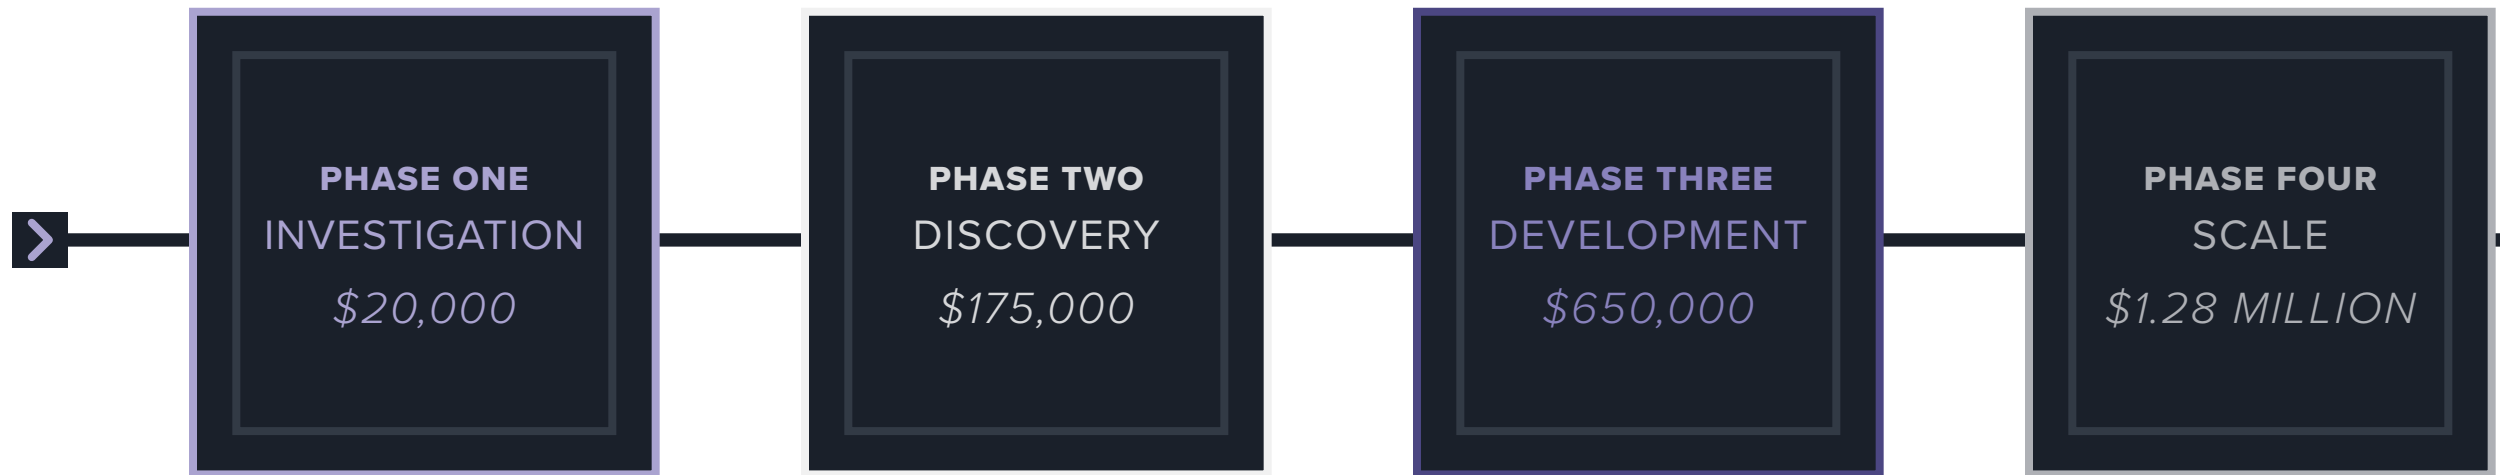 PHASE ONE
INVESTIGATION
$20,000
PHASE TWO
DISCOVERY
$175,000
PHASE THREE
DEVELOPMENT
$650,000
PHASE FOUR
SCALE
$1.28 MILLION